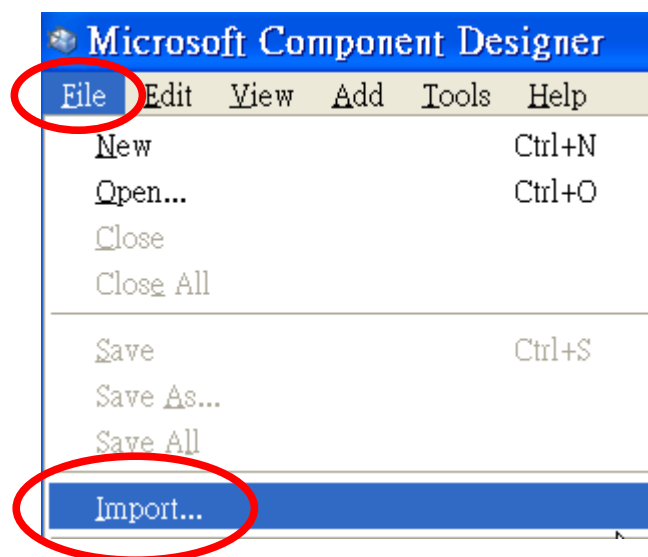 Microsoft Component Designer
File Edit View Add Tools Help
New Ctrl+N
Open... Ctrl+O
Close
Close All
Save Ctrl+S
Save As...
Save All
Import...